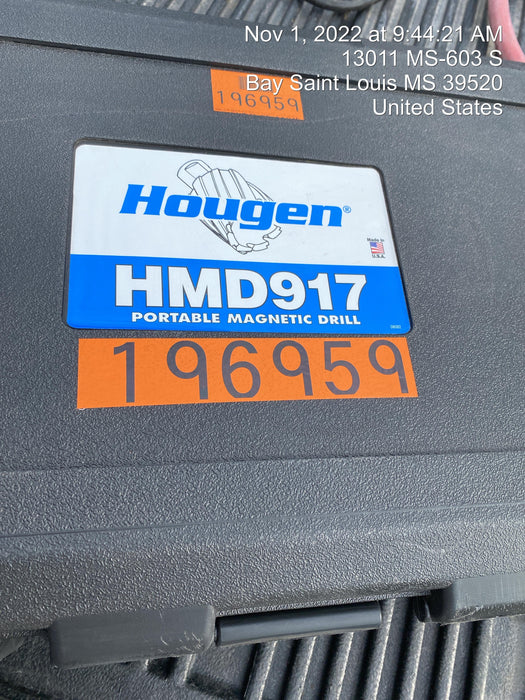 Nov 1, 2022 at 9:44:21 AM
13011 MS-603 S
Bay Saint Louis MS 39520
United States
196959
Hougen®
Made in
U.S.A.
HMD917
PORTABLE MAGNETIC DRILL
196959